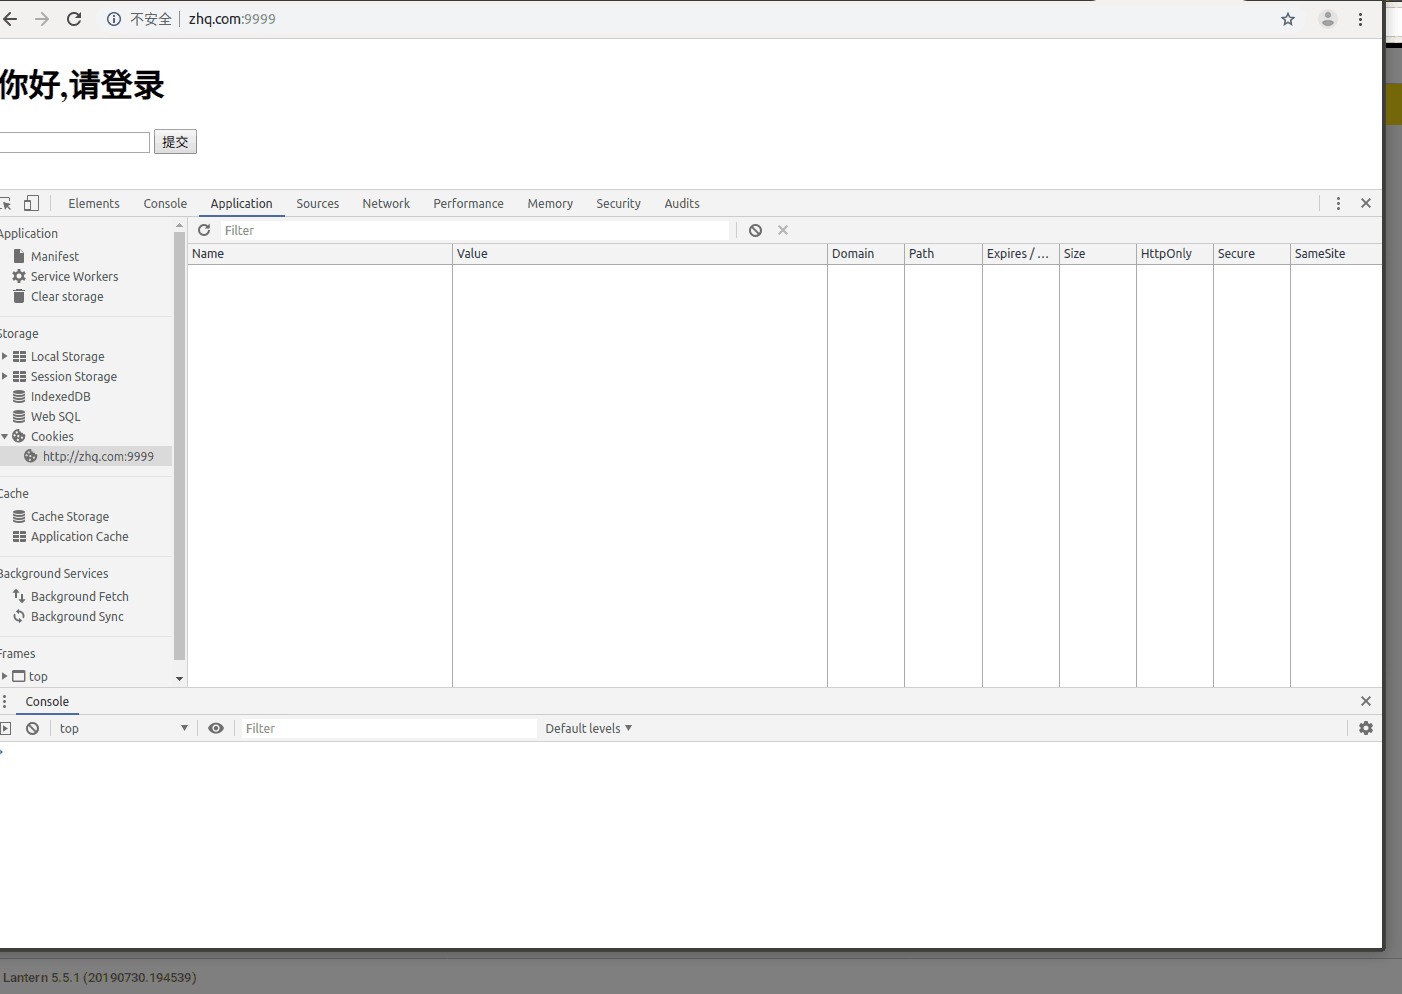 不安全 zhq.com:9999
你好,请登录
提交
Elements Console Application Sources Network Performance Memory Security Audits
Application
Manifest
Service Workers
Clear storage
Storage
Local Storage
Session Storage
IndexedDB
Web SQL
Cookies
http://zhq.com:9999
Cache
Cache Storage
Application Cache
Background Services
Background Fetch
Background Sync
Frames
top
Filter
Name Value Domain Path Expires / ... Size HttpOnly Secure SameSite
Console
top Filter Default levels
Lantern 5.5.1 (20190730.194539)